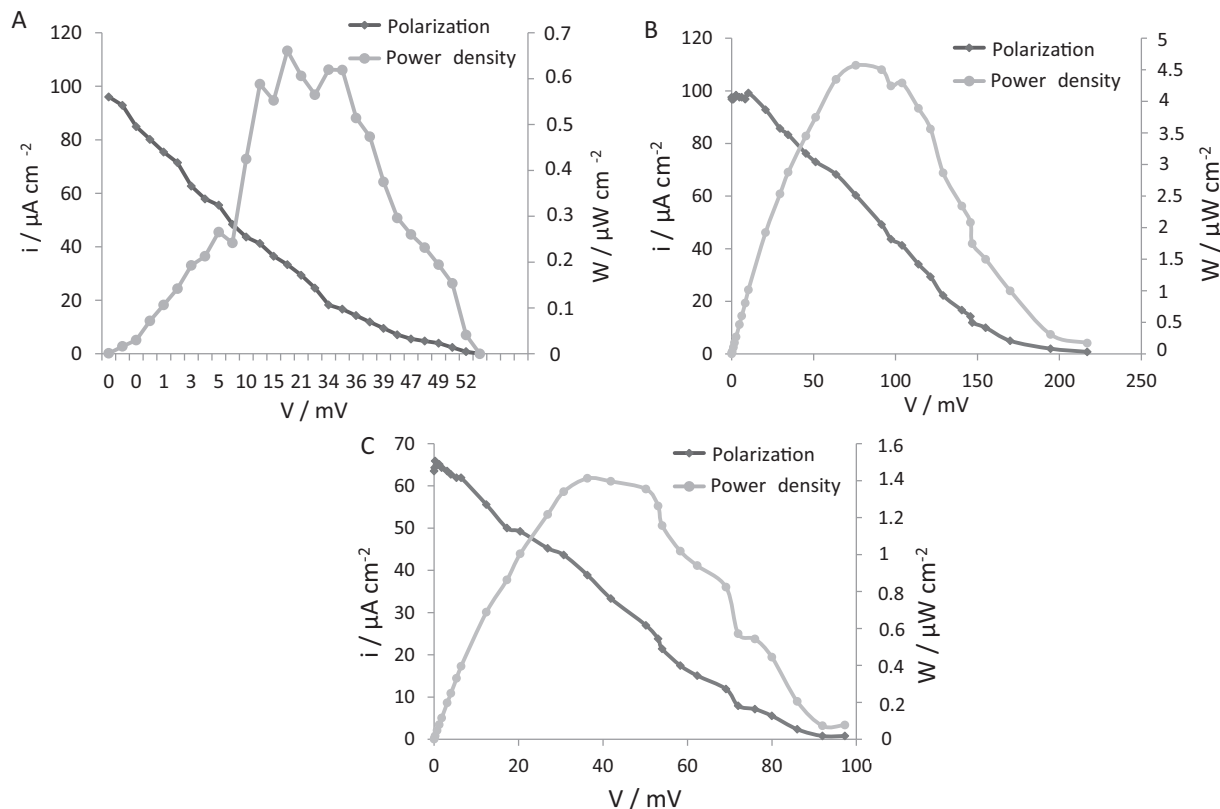 A
Polarization
Power density
120
100
80
60
40
20
0
i / µA cm-2
0.7
0.6
0.5
0.4
0.3
0.2
0.1
0
W / µW cm-2
0 0 1 3 5 10 15 21 34 36 39 47 49 52
V / mV
B
Polarization
Power density
120
100
80
60
40
20
0
i / µA cm-2
5
4.5
4
3.5
3
2.5
2
1.5
1
0.5
0
W / µW cm-2
0 50 100 150 200 250
V / mV
C
Polarization
Power density
70
60
50
40
30
20
10
0
i / µA cm-2
1.6
1.4
1.2
1
0.8
0.6
0.4
0.2
0
W / µW cm-2
0 20 40 60 80 100
V / mV